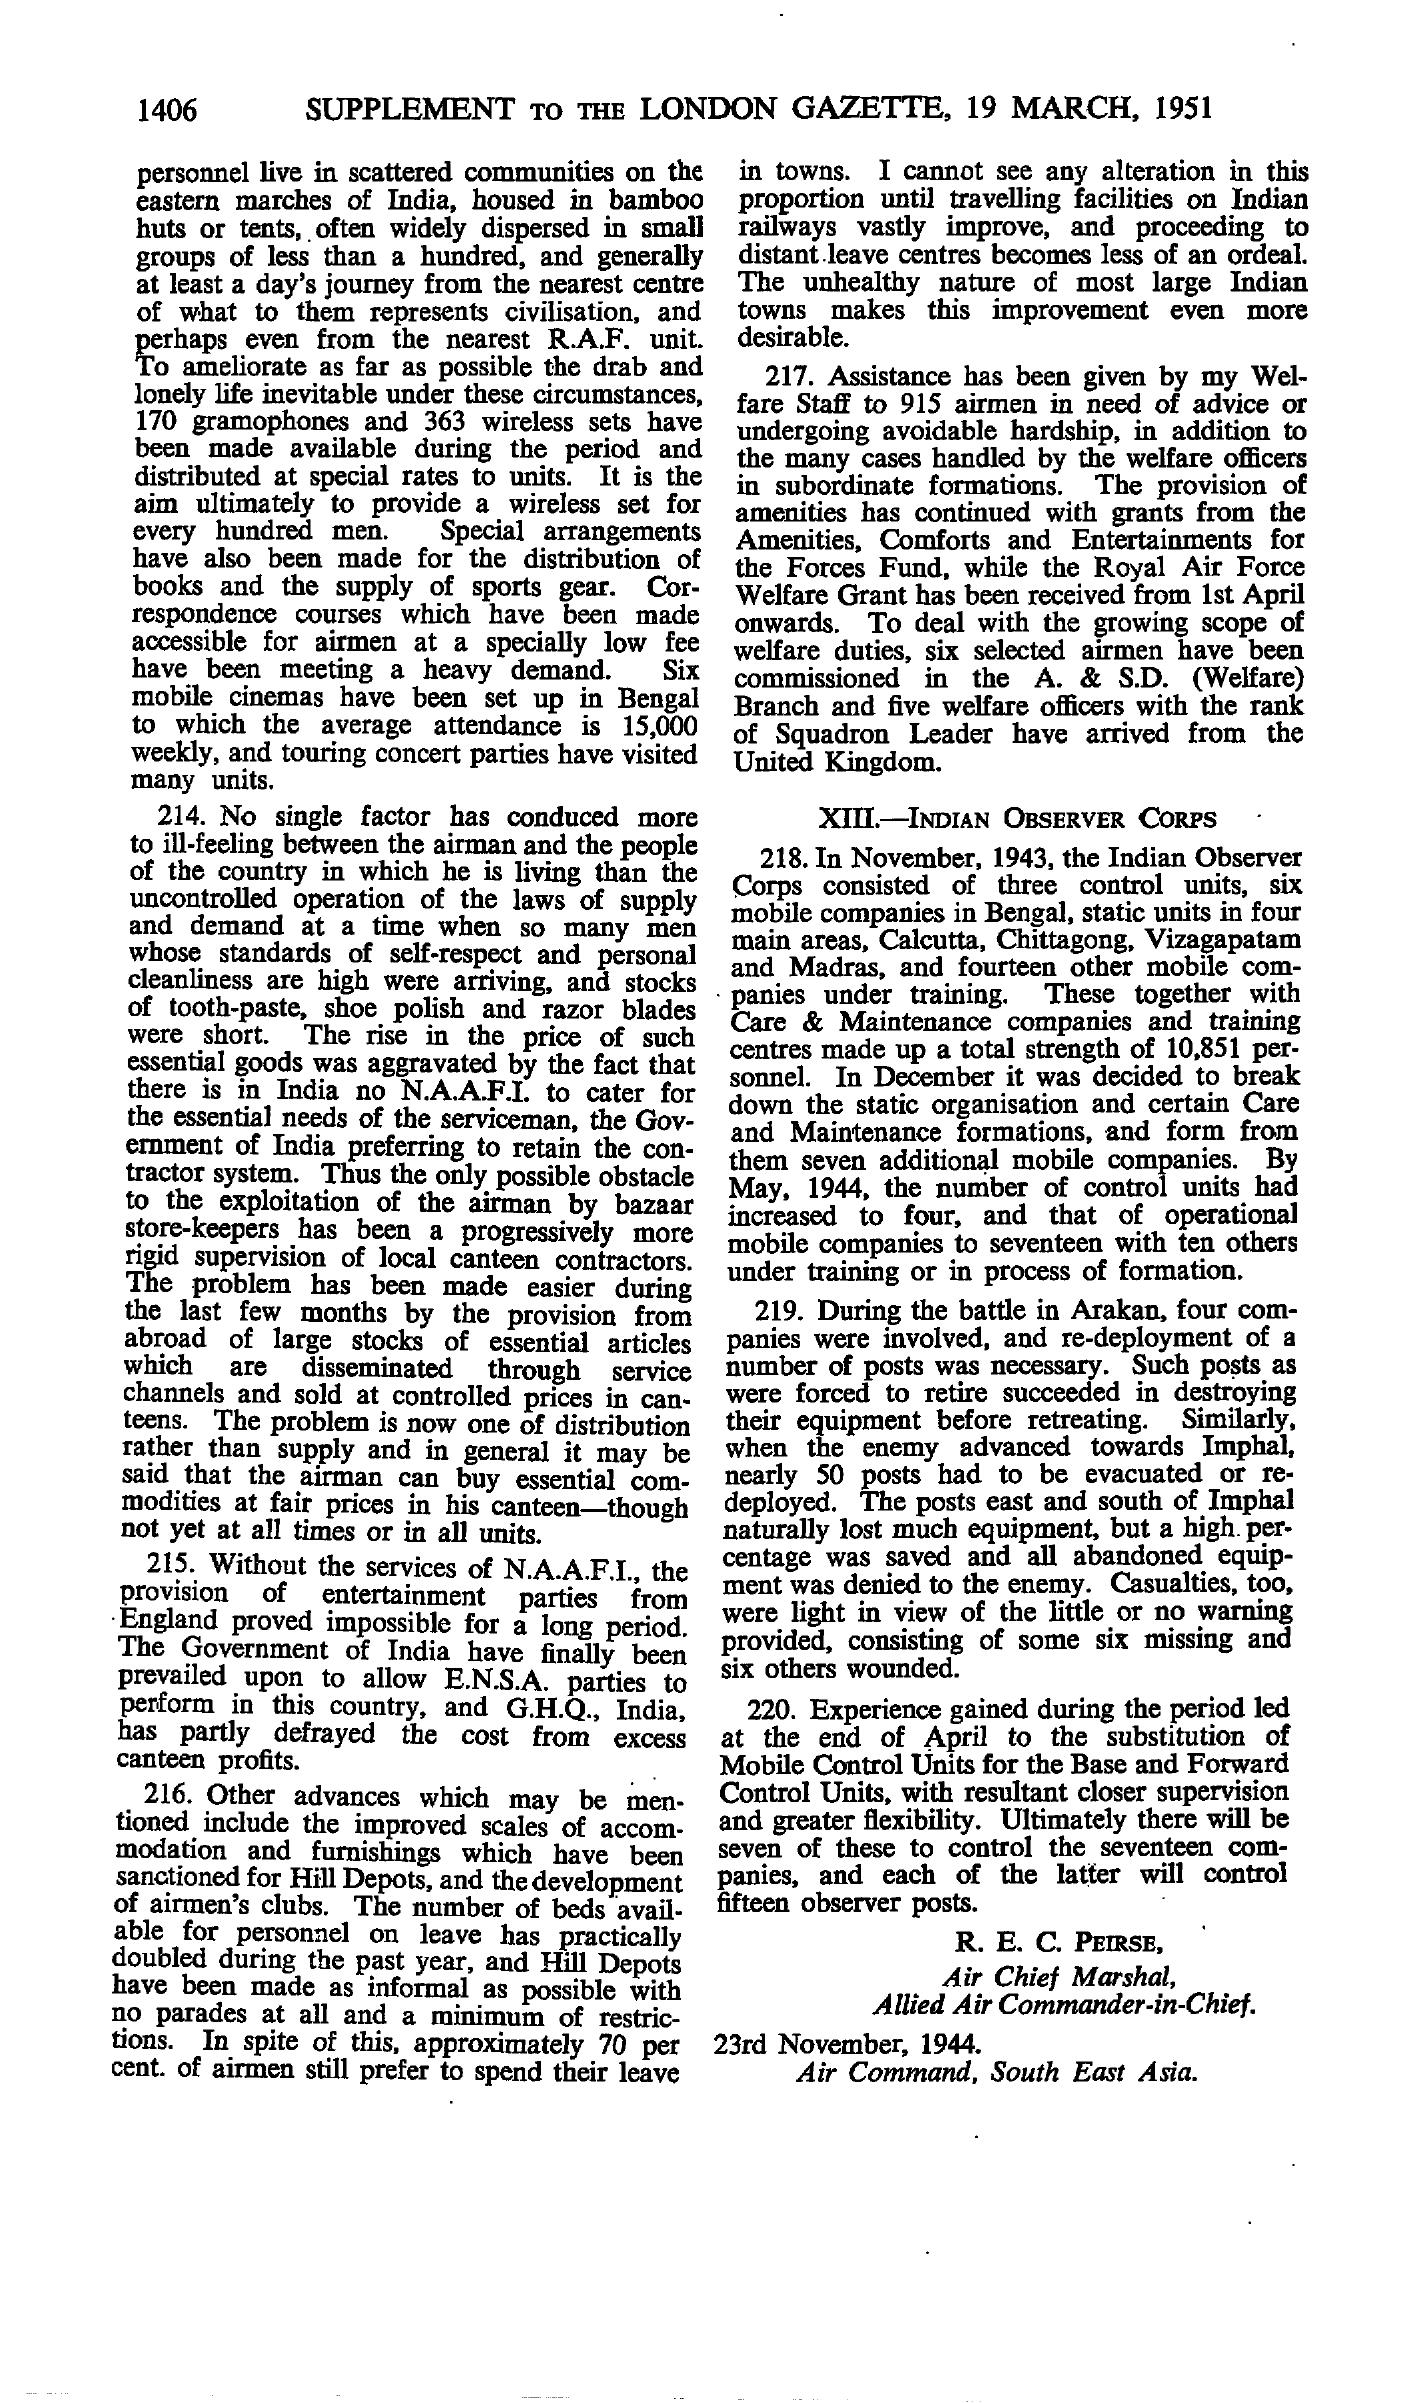 1406 SUPPLEMENT TO THE LONDON GAZETTE, 19 MARCH, 1951
personnel live in scattered communities on the
eastern marches of India, housed in bamboo
huts or tents, often widely dispersed in small
groups of less than a hundred, and generally
at least a day's journey from the nearest centre
of what to them represents civilisation, and
perhaps even from the nearest R.A.F. unit.
To ameliorate as far as possible the drab and
lonely life inevitable under these circumstances,
170 gramophones and 363 wireless sets have
been made available during the period and
distributed at special rates to units. It is the
aim ultimately to provide a wireless set for
every hundred men. Special arrangements
have also been made for the distribution of
books and the supply of sports gear. Cor-
respondence courses which have been made
accessible for airmen at a specially low fee
have been meeting a heavy demand. Six
mobile cinemas have been set up in Bengal
to which the average attendance is 15,000
weekly, and touring concert parties have visited
many units.
214. No single factor has conduced more
to ill-feeling between the airman and the people
of the country in which he is living than the
uncontrolled operation of the laws of supply
and demand at a time when so many men
whose standards of self-respect and personal
cleanliness are high were arriving, and stocks
of tooth-paste, shoe polish and razor blades
were short. The rise in the price of such
essential goods was aggravated by the fact that
there is in India no N.A.A.F.I. to cater for
the essential needs of the serviceman, the Gov-
ernment of India preferring to retain the con-
tractor system. Thus the only possible obstacle
to the exploitation of the airman by bazaar
store-keepers has been a progressively more
rigid supervision of local canteen contractors.
The problem has been made easier during
the last few months by the provision from
abroad of large stocks of essential articles
which are disseminated through service
channels and sold at controlled prices in can-
teens. The problem is now one of distribution
rather than supply and in general it may be
said that the airman can buy essential com-
modities at fair prices in his canteen—though
not yet at all times or in all units.
215. Without the services of N.A.A.F.I., the
provision of entertainment parties from
England proved impossible for a long period.
The Government of India have finally been
prevailed upon to allow E.N.S.A. parties to
perform in this country, and G.H.Q., India,
has partly defrayed the cost from excess
canteen profits.
216. Other advances which may be men-
tioned include the improved scales of accom-
modation and furnishings which have been
sanctioned for Hill Depots, and the development
of airmen's clubs. The number of beds avail-
able for personnel on leave has practically
doubled during the past year, and Hill Depots
have been made as informal as possible with
no parades at all and a minimum of restric-
tions. In spite of this, approximately 70 per
cent. of airmen still prefer to spend their leave
in towns. I cannot see any alteration in this
proportion until travelling facilities on Indian
railways vastly improve, and proceeding to
distant leave centres becomes less of an ordeal.
The unhealthy nature of most large Indian
towns makes this improvement even more
desirable.
217. Assistance has been given by my Wel-
fare Staff to 915 airmen in need of advice or
undergoing avoidable hardship, in addition to
the many cases handled by the welfare officers
in subordinate formations. The provision of
amenities has continued with grants from the
Amenities, Comforts and Entertainments for
the Forces Fund, while the Royal Air Force
Welfare Grant has been received from 1st April
onwards. To deal with the growing scope of
welfare duties, six selected airmen have been
commissioned in the A. & S.D. (Welfare)
Branch and five welfare officers with the rank
of Squadron Leader have arrived from the
United Kingdom.
XIII.—INDIAN OBSERVER CORPS
218. In November, 1943, the Indian Observer
Corps consisted of three control units, six
mobile companies in Bengal, static units in four
main areas, Calcutta, Chittagong, Vizagapatam
and Madras, and fourteen other mobile com-
panies under training. These together with
Care & Maintenance companies and training
centres made up a total strength of 10,851 per-
sonnel. In December it was decided to break
down the static organisation and certain Care
and Maintenance formations, and form from
them seven additional mobile companies. By
May, 1944, the number of control units had
increased to four, and that of operational
mobile companies to seventeen with ten others
under training or in process of formation.
219. During the battle in Arakan, four com-
panies were involved, and re-deployment of a
number of posts was necessary. Such posts as
were forced to retire succeeded in destroying
their equipment before retreating. Similarly,
when the enemy advanced towards Imphal,
nearly 50 posts had to be evacuated or re-
deployed. The posts east and south of Imphal
naturally lost much equipment, but a high per-
centage was saved and all abandoned equip-
ment was denied to the enemy. Casualties, too,
were light in view of the little or no warning
provided, consisting of some six missing and
six others wounded.
220. Experience gained during the period led
at the end of April to the substitution of
Mobile Control Units for the Base and Forward
Control Units, with resultant closer supervision
and greater flexibility. Ultimately there will be
seven of these to control the seventeen com-
panies, and each of the latter will control
fifteen observer posts.
R. E. C. PEIRSE,
Air Chief Marshal,
Allied Air Commander-in-Chief.
23rd November, 1944.
Air Command, South East Asia.